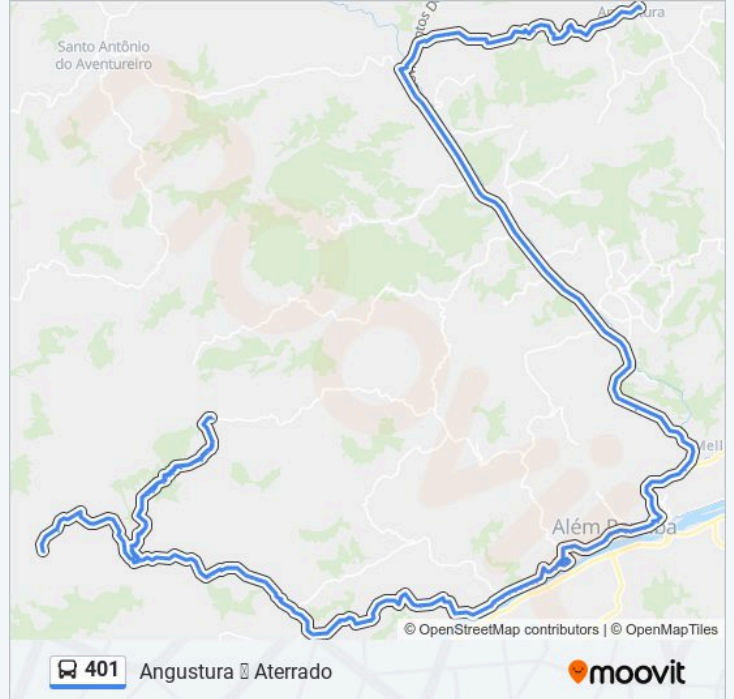 Santo Antônio
do Aventureiro
Além Paraíba
© OpenStreetMap contributors | © OpenMapTiles
401 Angustura Aterrado
moovit